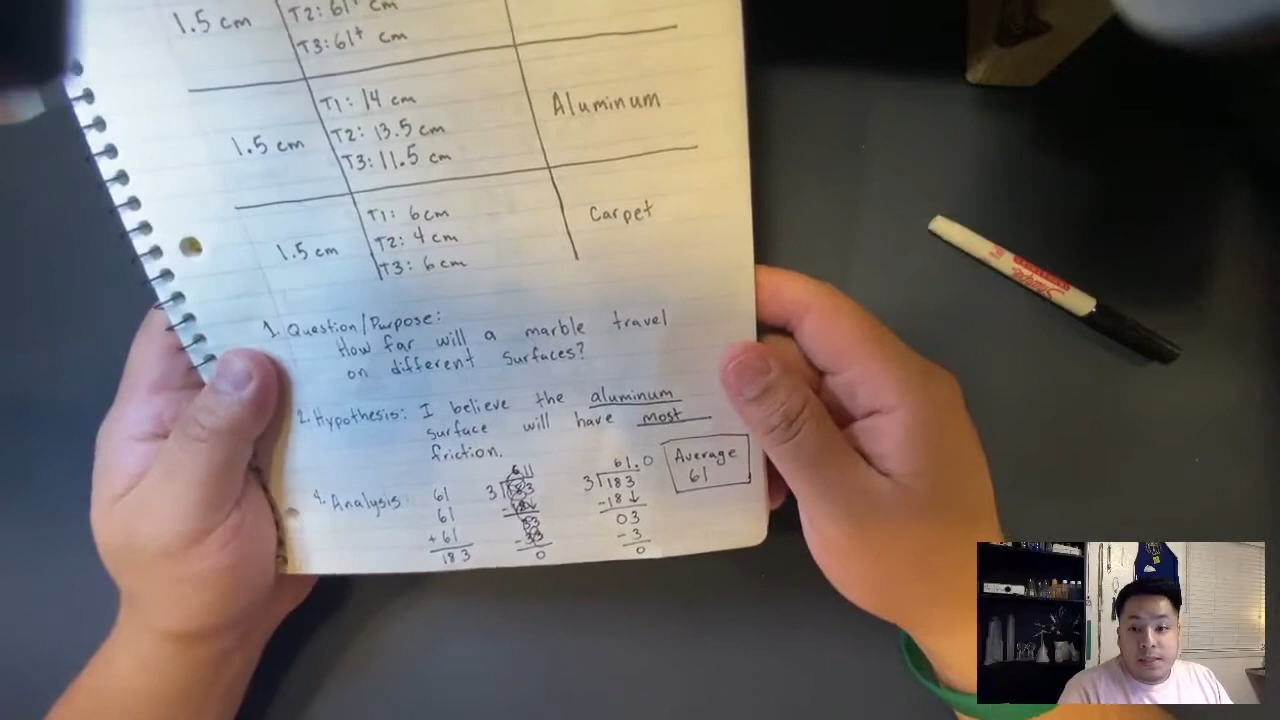 1.5 cm
T2: 61+ cm
T3: 61+ cm
1.5 cm
T1: 14 cm
T2: 13.5 cm
T3: 11.5 cm
Aluminum
1.5 cm
T1: 6 cm
T2: 4 cm
T3: 6 cm
Carpet
1. Question/Purpose:
How far will a marble travel
on different surfaces?
2. Hypothesis: I believe the aluminum
surface will have most
friction.
4. Analysis:
61
61
+ 61
183
611
3
0
61.0
3 183
-18↓
03
- 3
0
Average
61
Sharpie